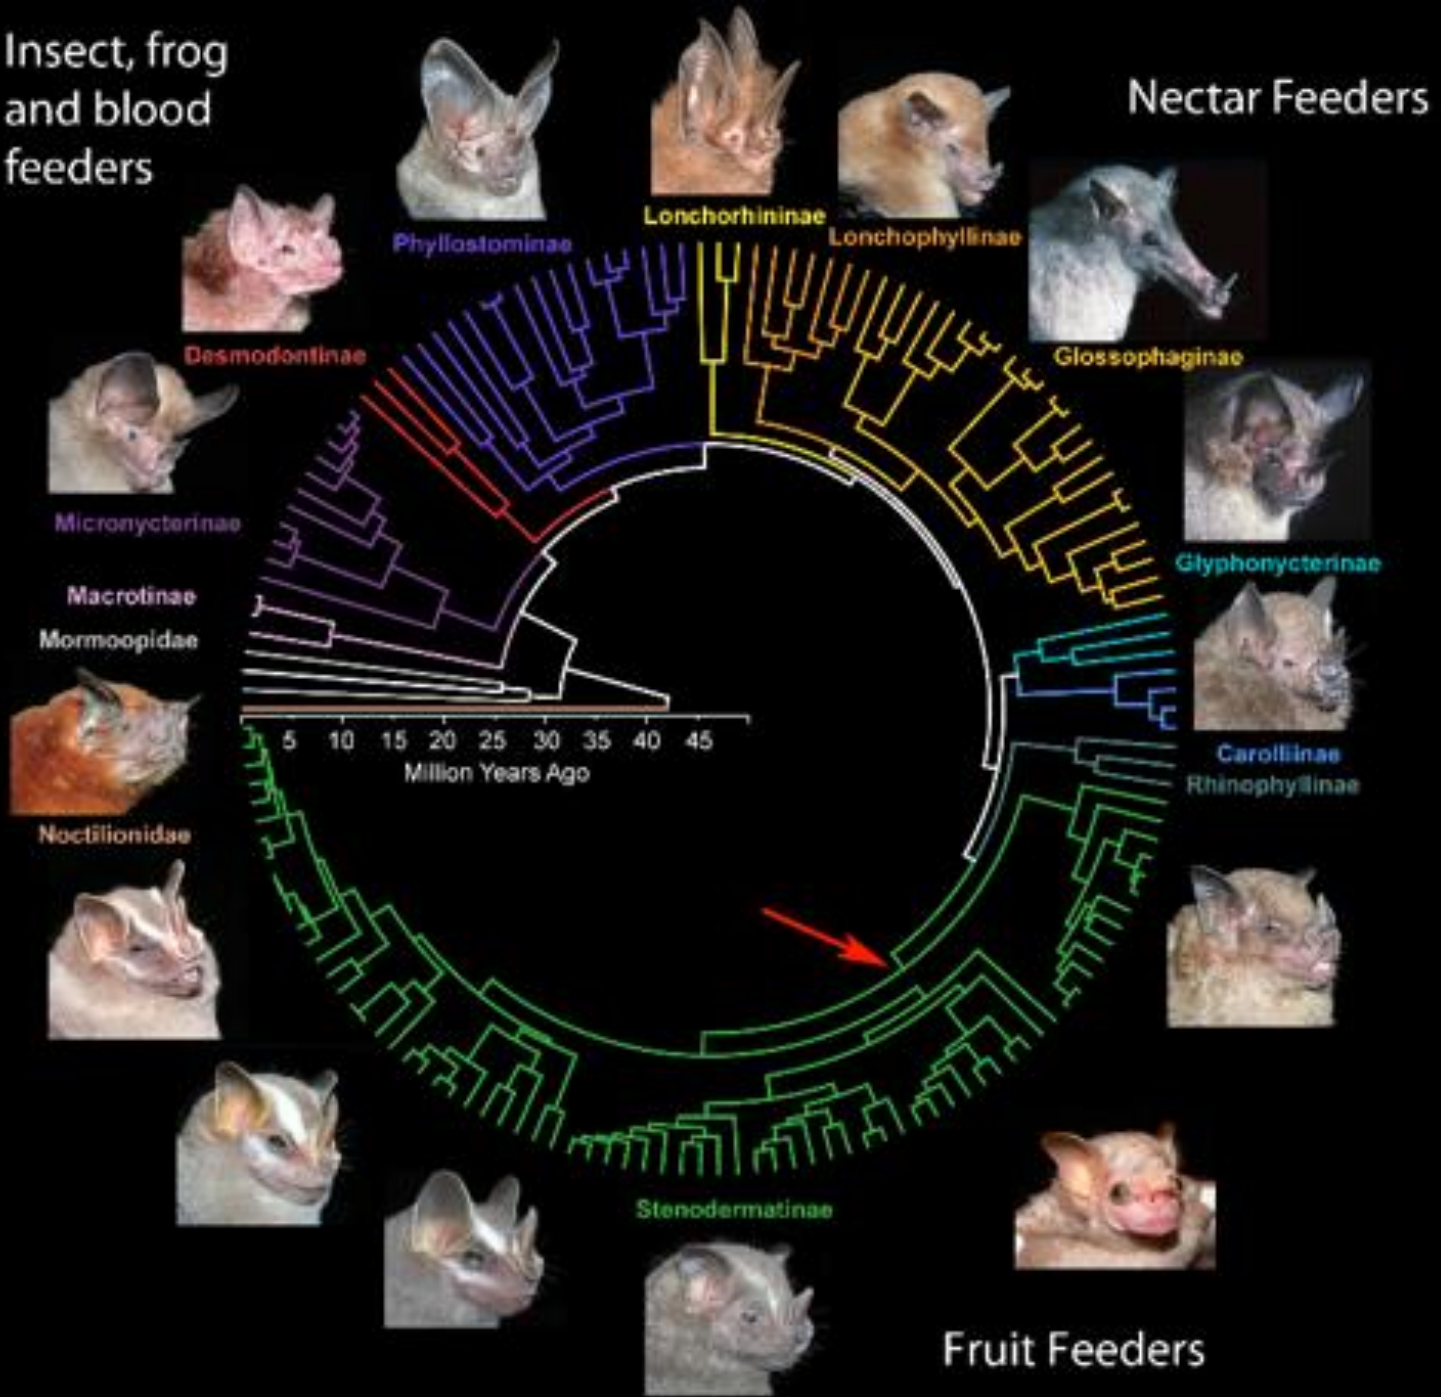 Insect, frog
and blood
feeders
Nectar Feeders
Lonchorhininae
Lonchophyllinae
Phyllostominae
Desmodontinae
Glossophaginae
Micronycterinae
Glyphonycterinae
Macrotinae
Mormoopidae
5 10 15 20 25 30 35 40 45
Million Years Ago
Carolliinae
Rhinophyllinae
Noctilionidae
Stenodermatinae
Fruit Feeders